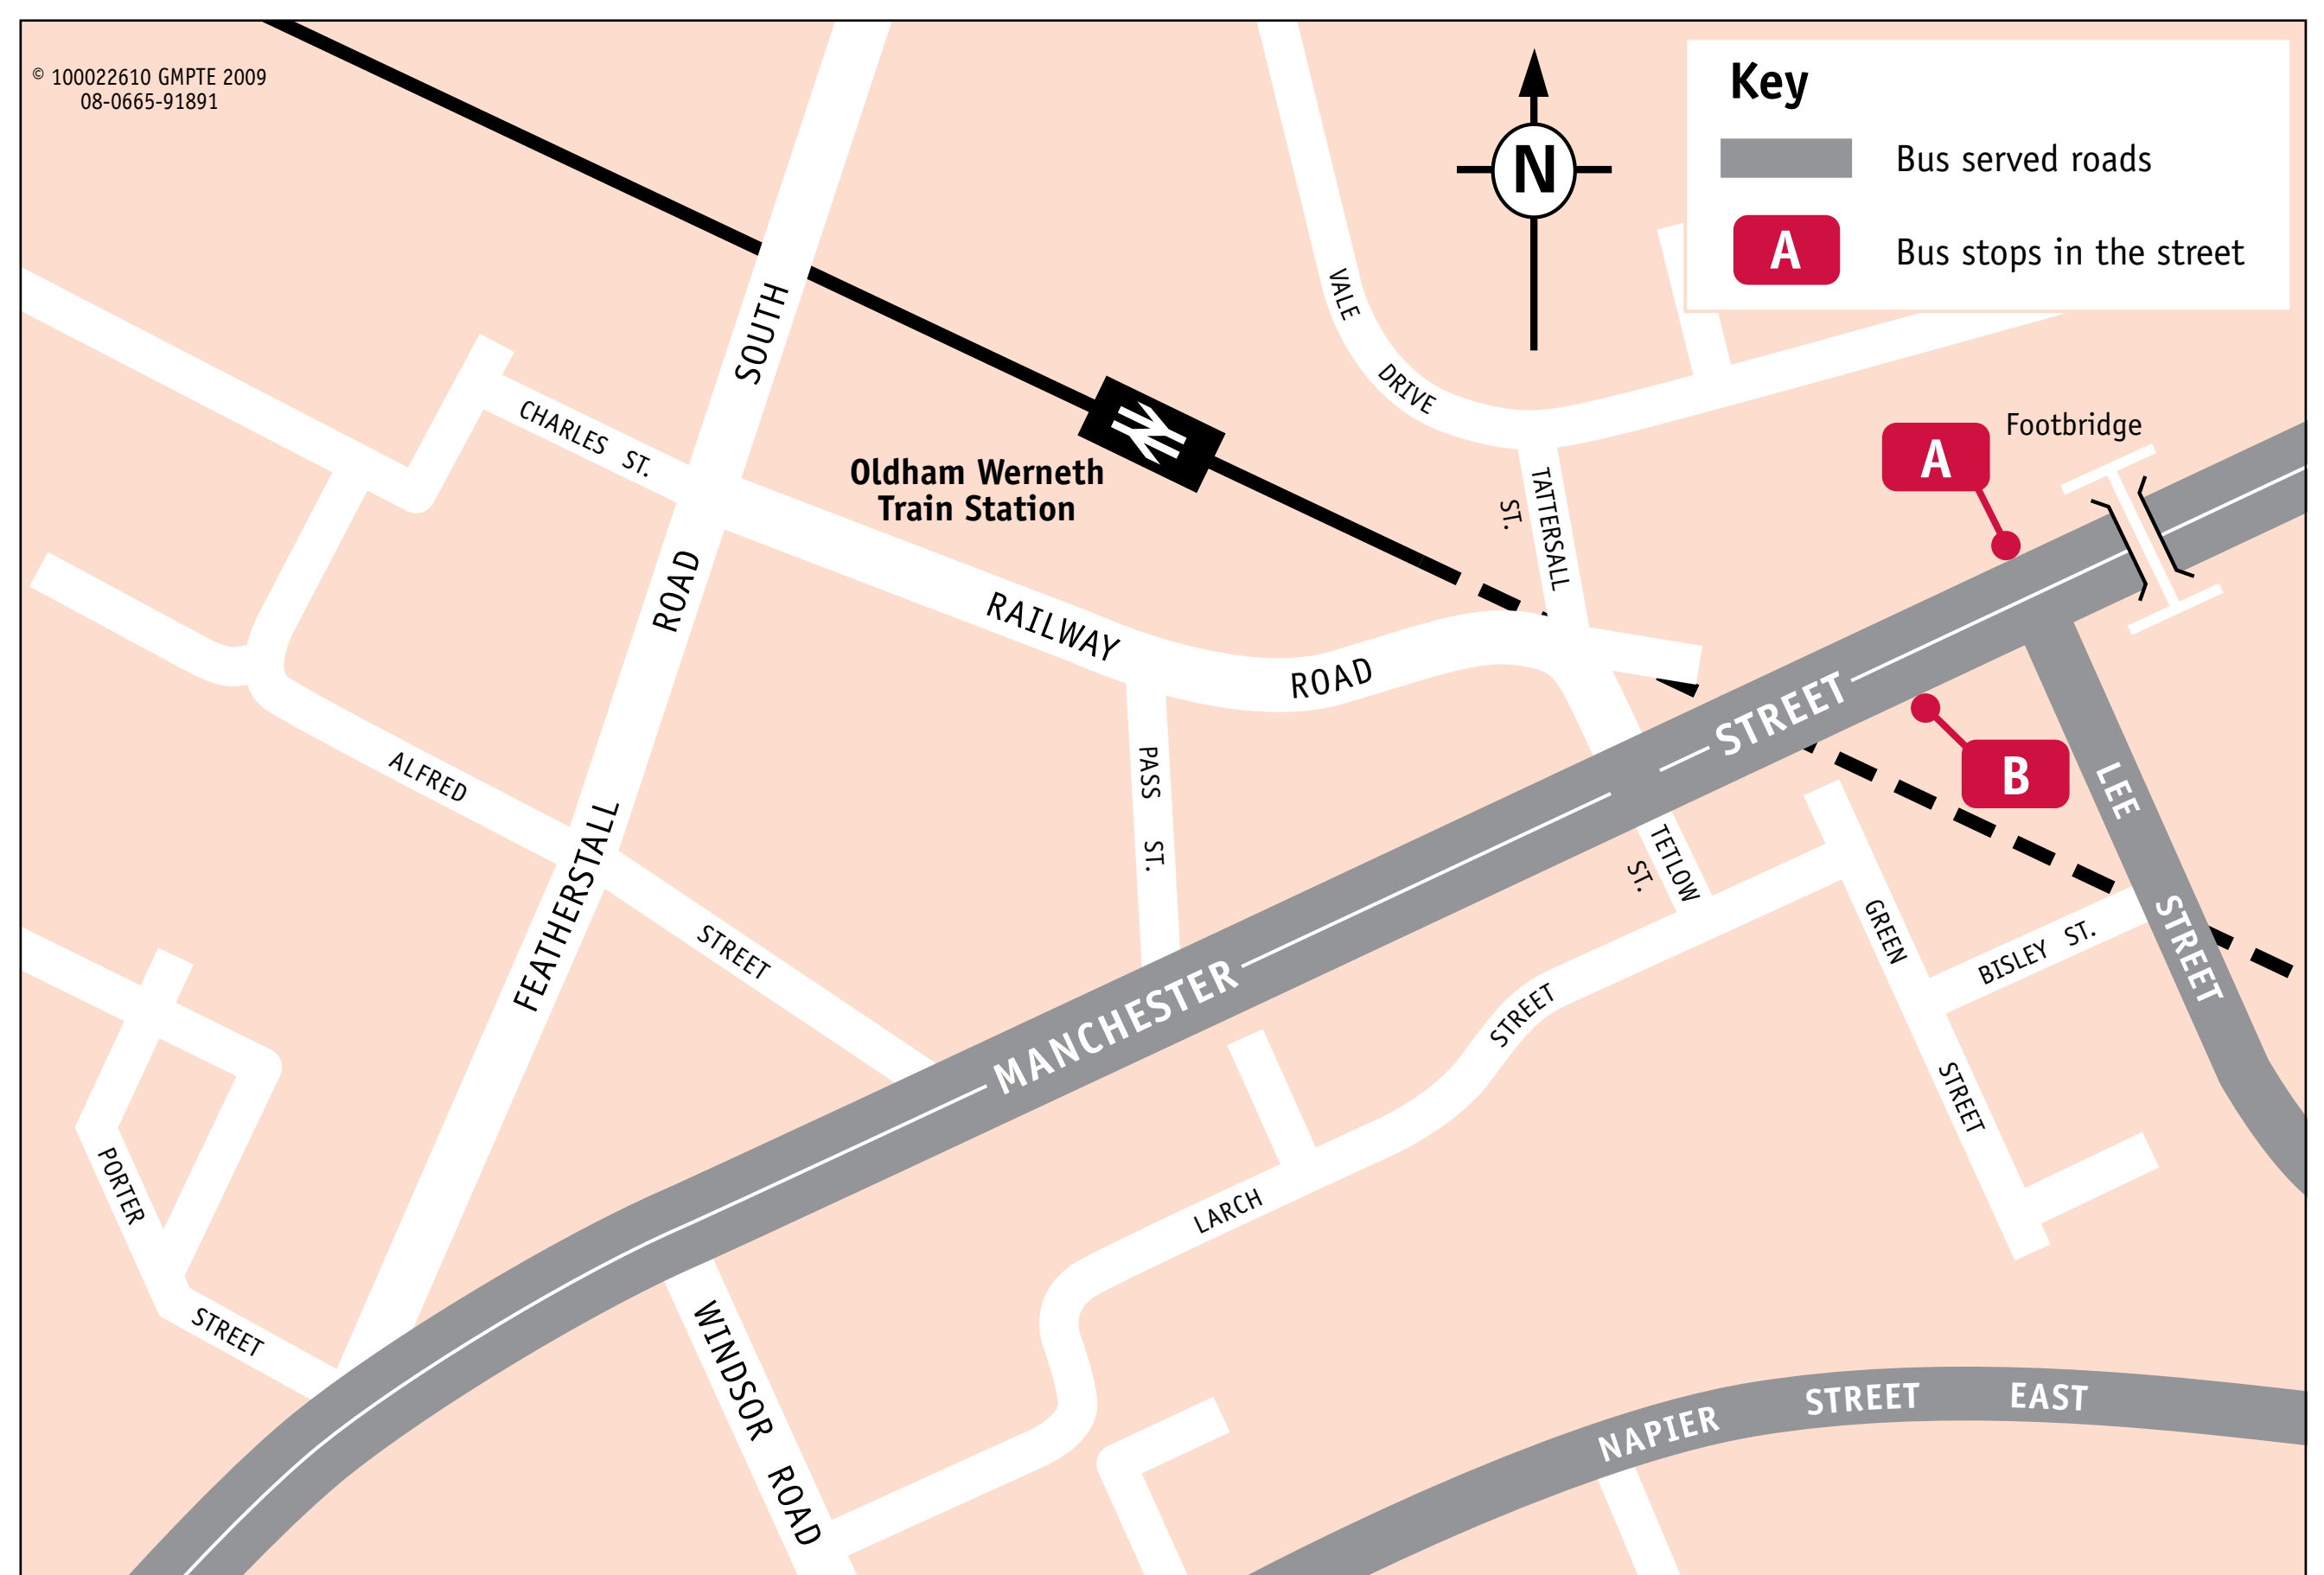 © 100022610 GMPTE 2009
08-0665-91891
N
Key
Bus served roads
A
Bus stops in the street
SOUTH
VALE
DRIVE
CHARLES ST.
Oldham Werneth
Train Station
A
Footbridge
TATTERSALL
ST.
ROAD
RAILWAY
ROAD
STREET
B
LEE
STREET
ALFRED
STREET
PASS ST.
FEATHERSTALL
TETLOW
ST.
GREEN
STREET
BISLEY ST.
MANCHESTER
STREET
LARCH
PORTER
STREET
WINDSOR ROAD
NAPIER STREET EAST